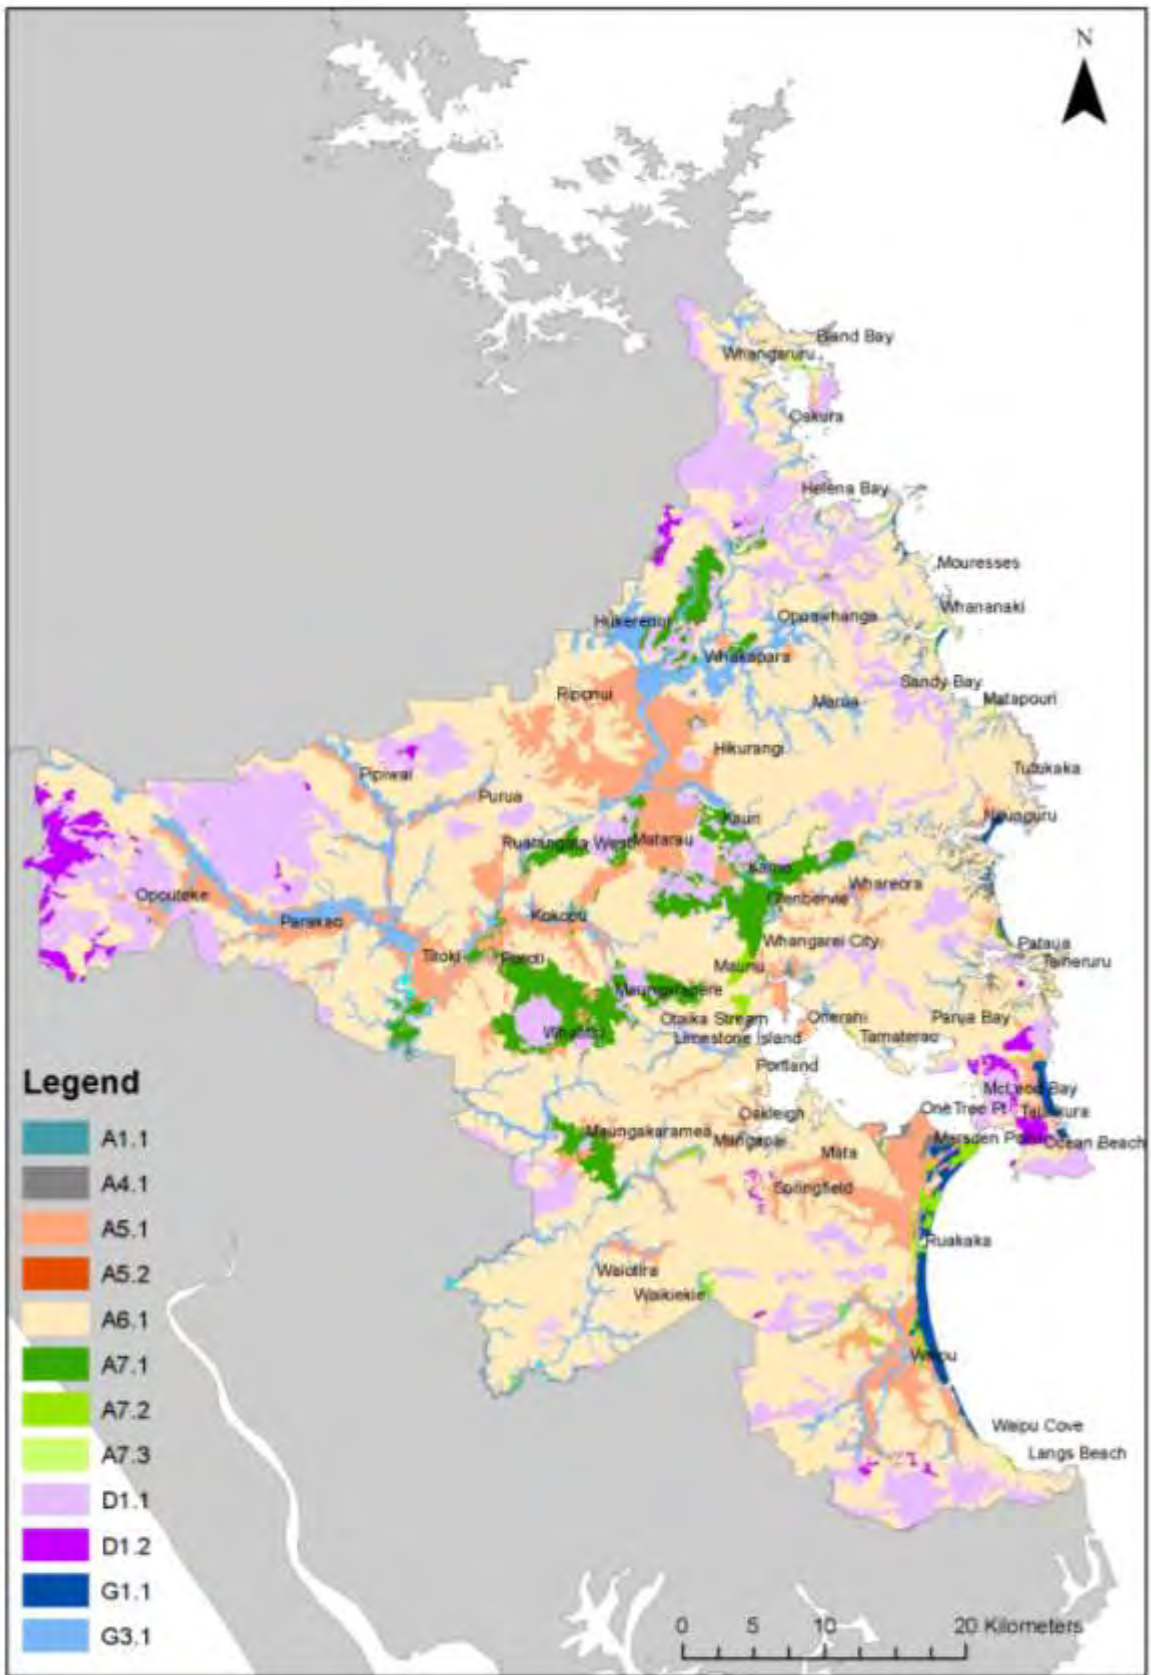 N
Bland Bay
Whangaruru
Oakura
Helena Bay
Mouresses
Whananaki
Opuawhanga
Hukerenui
Whakapara
Sandy Bay
Matapouri
Riponui
Marua
Hikurangi
Tutukaka
Pipiwai
Purua
Ngunguru
Kauri
Ruatangata West
Matarau
Kamo
Whareora
Opouteke
Glenbervie
Parakao
Kokopu
Whangarei City
Pataua
Titoki
Poroti
Maunu
Taiheruru
Maungatapere
Otaika Stream
Onerahi
Parua Bay
Whatitiri
Limestone Island
Tamaterau
Portland
Legend
McLeod Bay
One Tree Pt
Taurikura
Oakleigh
A1.1
Maungakaramea
Mangapai
Marsden Point
Ocean Beach
Mata
A4.1
Springfield
A5.1
Ruakaka
A5.2
Waiotira
Waikiekie
A6.1
A7.1
Waipu
A7.2
Waipu Cove
A7.3
Langs Beach
D1.1
D1.2
G1.1
G3.1
0 5 10 20 Kilometers